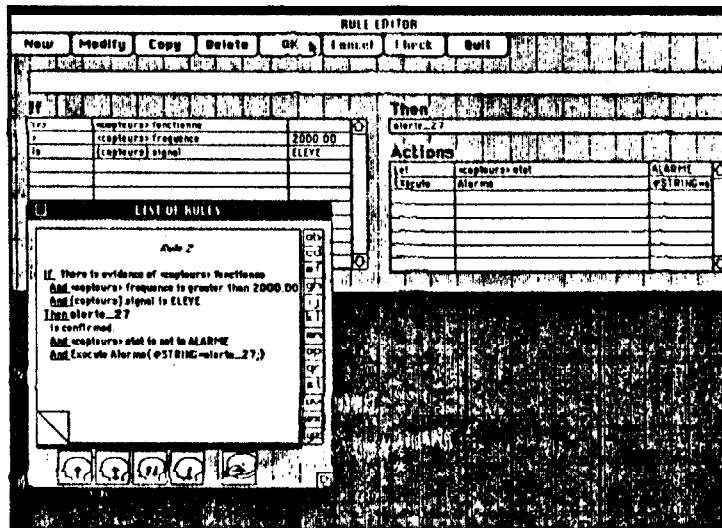 RULE EDITOR
New Modify Copy Delete OK Cancel Check Quit
If
Then
<capteurs> fonctionne
alerte_27
> <capteurs> frequence 2000.00
is {capteurs} signal ELEVE
Actions
Let <capteurs> etat ALARME
Execute Alarme @STRING=a
LIST OF RULES
Rule 2
If there is evidence of <capteurs> fonctionne
And <capteurs> frequence is greater than 2000.00
And {capteurs}.signal is ELEVE
Then alerte_27
is confirmed.
And <capteurs> etat is set to ALARME
And Execute Alarme(@STRING=alerte_27;)